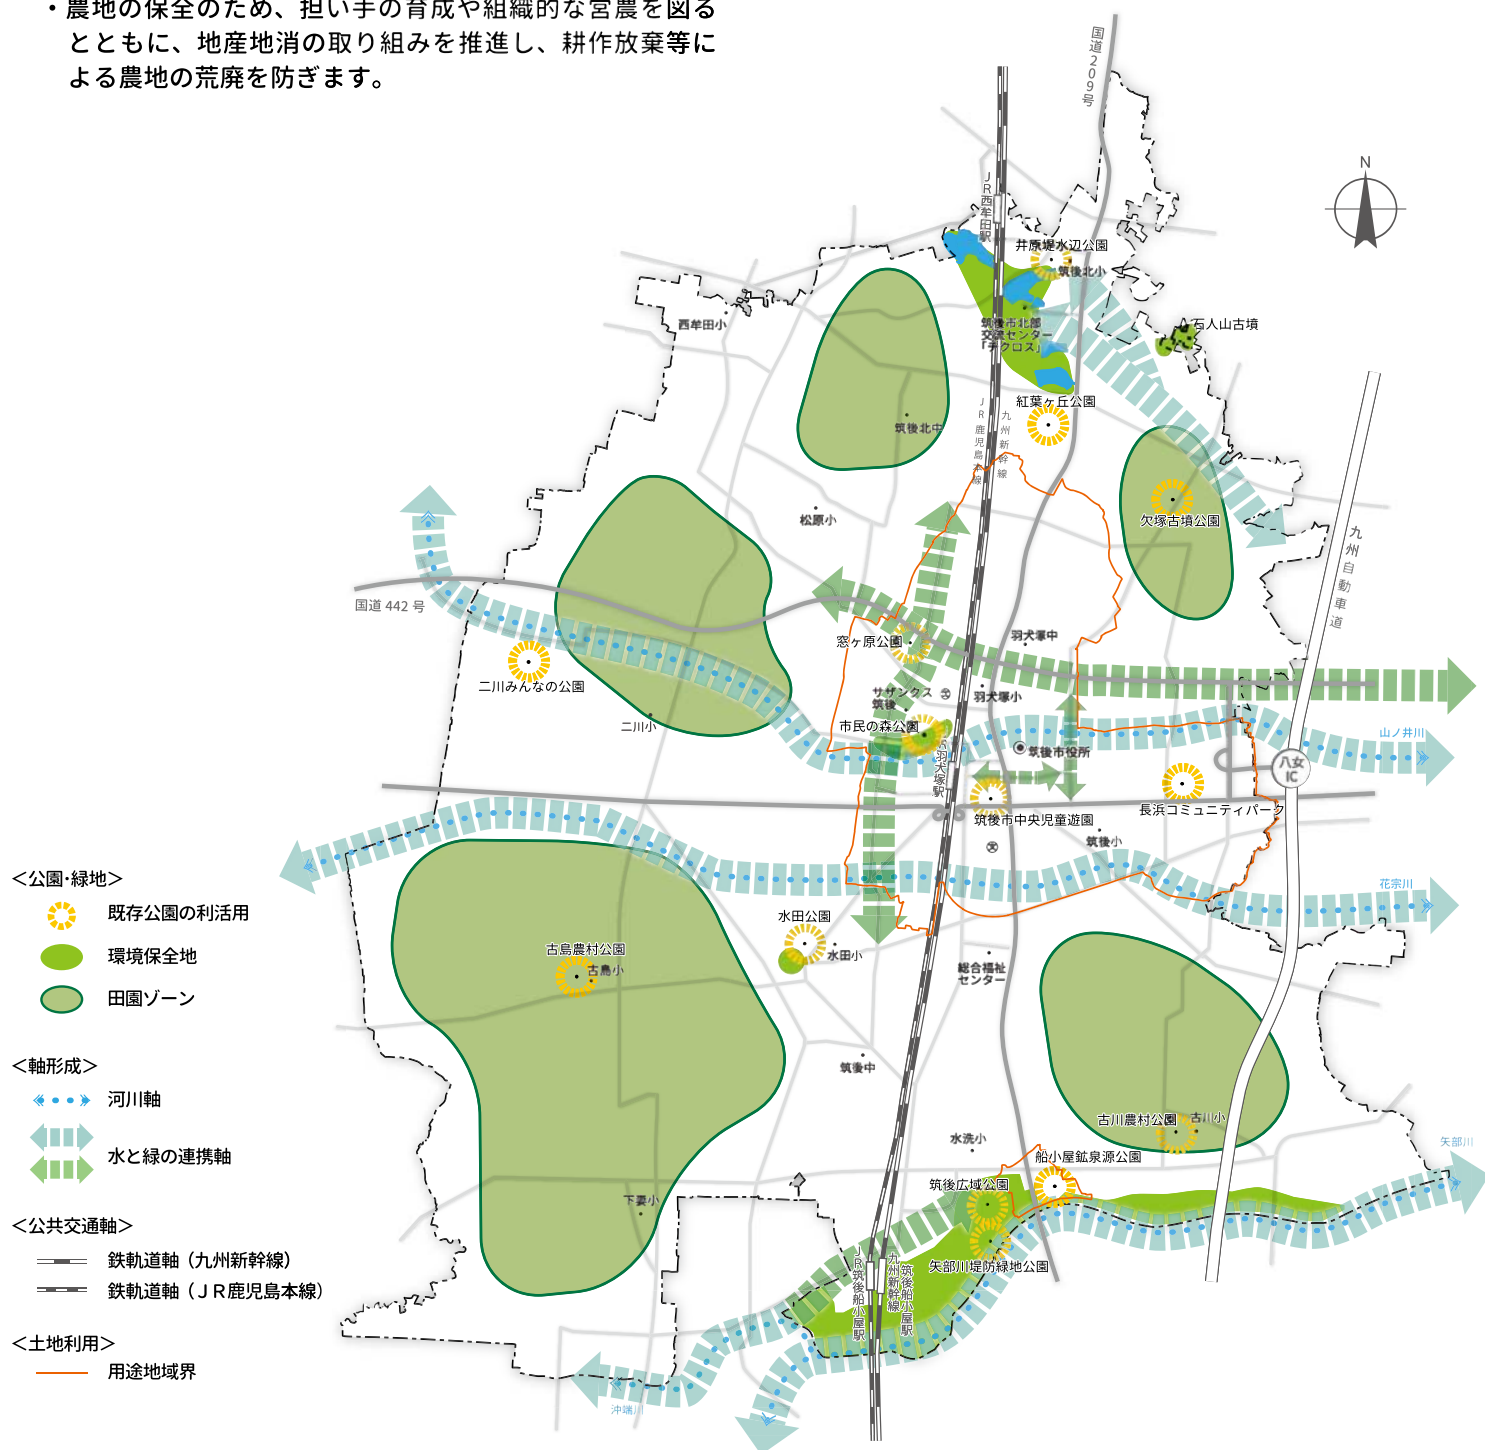 ・農地の保全のため、担い手の育成や組織的な営農を図る
とともに、地産地消の取り組みを推進し、耕作放棄等に
よる農地の荒廃を防ぎます。
国道209号
N
JR西牟田駅
井原堤水辺公園
筑後北小
西牟田小
筑後市北部
交流センター
「チクロス」
石人山古墳
紅葉ヶ丘公園
JR鹿児島本線
九州新幹線
筑後北中
松原小
欠塚古墳公園
九州自動車道
国道 442 号
窓ヶ原公園
羽犬塚中
二川みんなの公園
サザンクス
筑後
羽犬塚小
二川小
市民の森公園
JR羽犬塚駅
筑後市役所
山ノ井川
八女
IC
長浜コミュニティパーク
筑後市中央児童遊園
筑後小
花宗川
水田公園
水田小
古島農村公園
古島小
総合福祉
センター
筑後中
古川農村公園
古川小
水洗小
矢部川
船小屋鉱泉源公園
筑後広域公園
下妻小
矢部川堤防緑地公園
JR筑後船小屋駅
九州新幹線
筑後船小屋駅
沖端川
＜公園・緑地＞
既存公園の利活用
環境保全地
田園ゾーン
＜軸形成＞
河川軸
水と緑の連携軸
＜公共交通軸＞
鉄軌道軸（九州新幹線）
鉄軌道軸（ＪＲ鹿児島本線）
＜土地利用＞
用途地域界